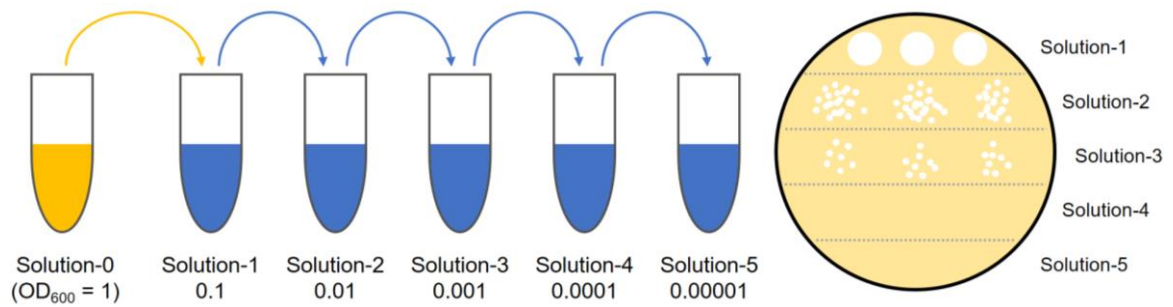 Solution-0
(OD₆₀₀ = 1)
Solution-1
0.1
Solution-2
0.01
Solution-3
0.001
Solution-4
0.0001
Solution-5
0.00001
Solution-1
Solution-2
Solution-3
Solution-4
Solution-5